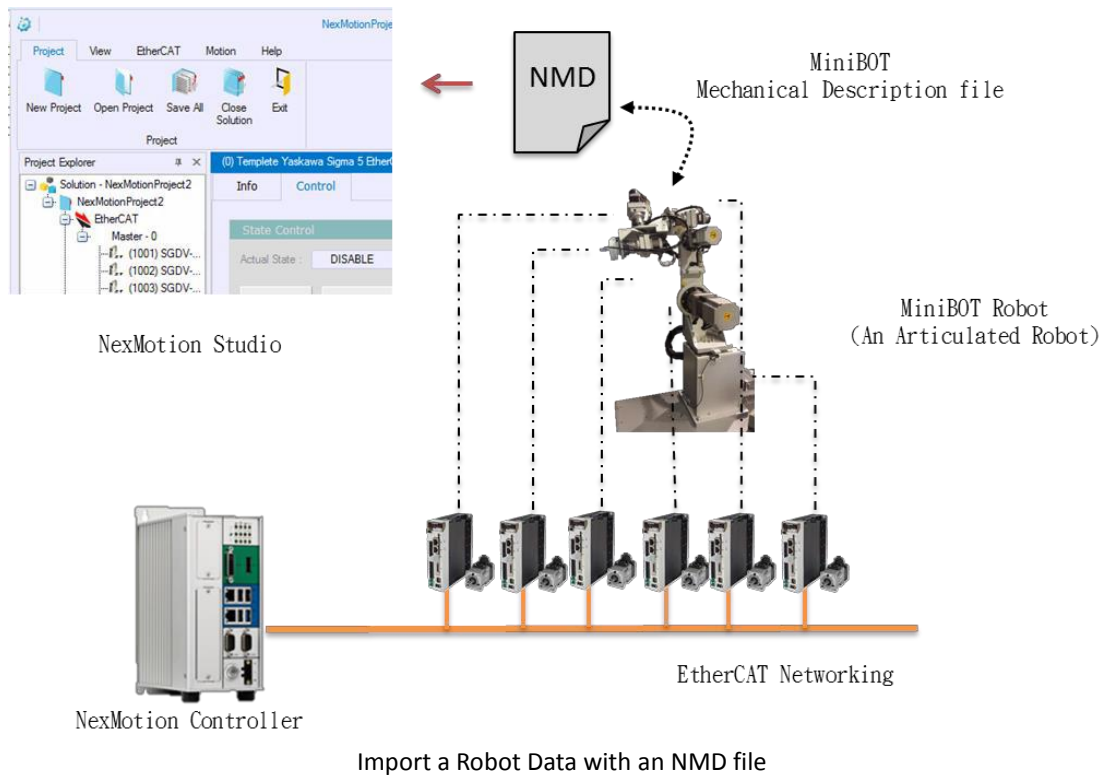 NexMotionProje
Project View EtherCAT Motion Help
New Project Open Project Save All Close Solution Exit
Project
Project Explorer
(0) Templete Yaskawa Sigma 5 EtherC
Solution - NexMotionProject2
Info Control
NexMotionProject2
EtherCAT
State Control
Master - 0
(1001) SGDV-...
Actual State : DISABLE
(1002) SGDV-...
(1003) SGDV-...
NexMotion Studio
NMD
MiniBOT
Mechanical Description file
MiniBOT Robot
(An Articulated Robot)
EtherCAT Networking
NexMotion Controller
Import a Robot Data with an NMD file